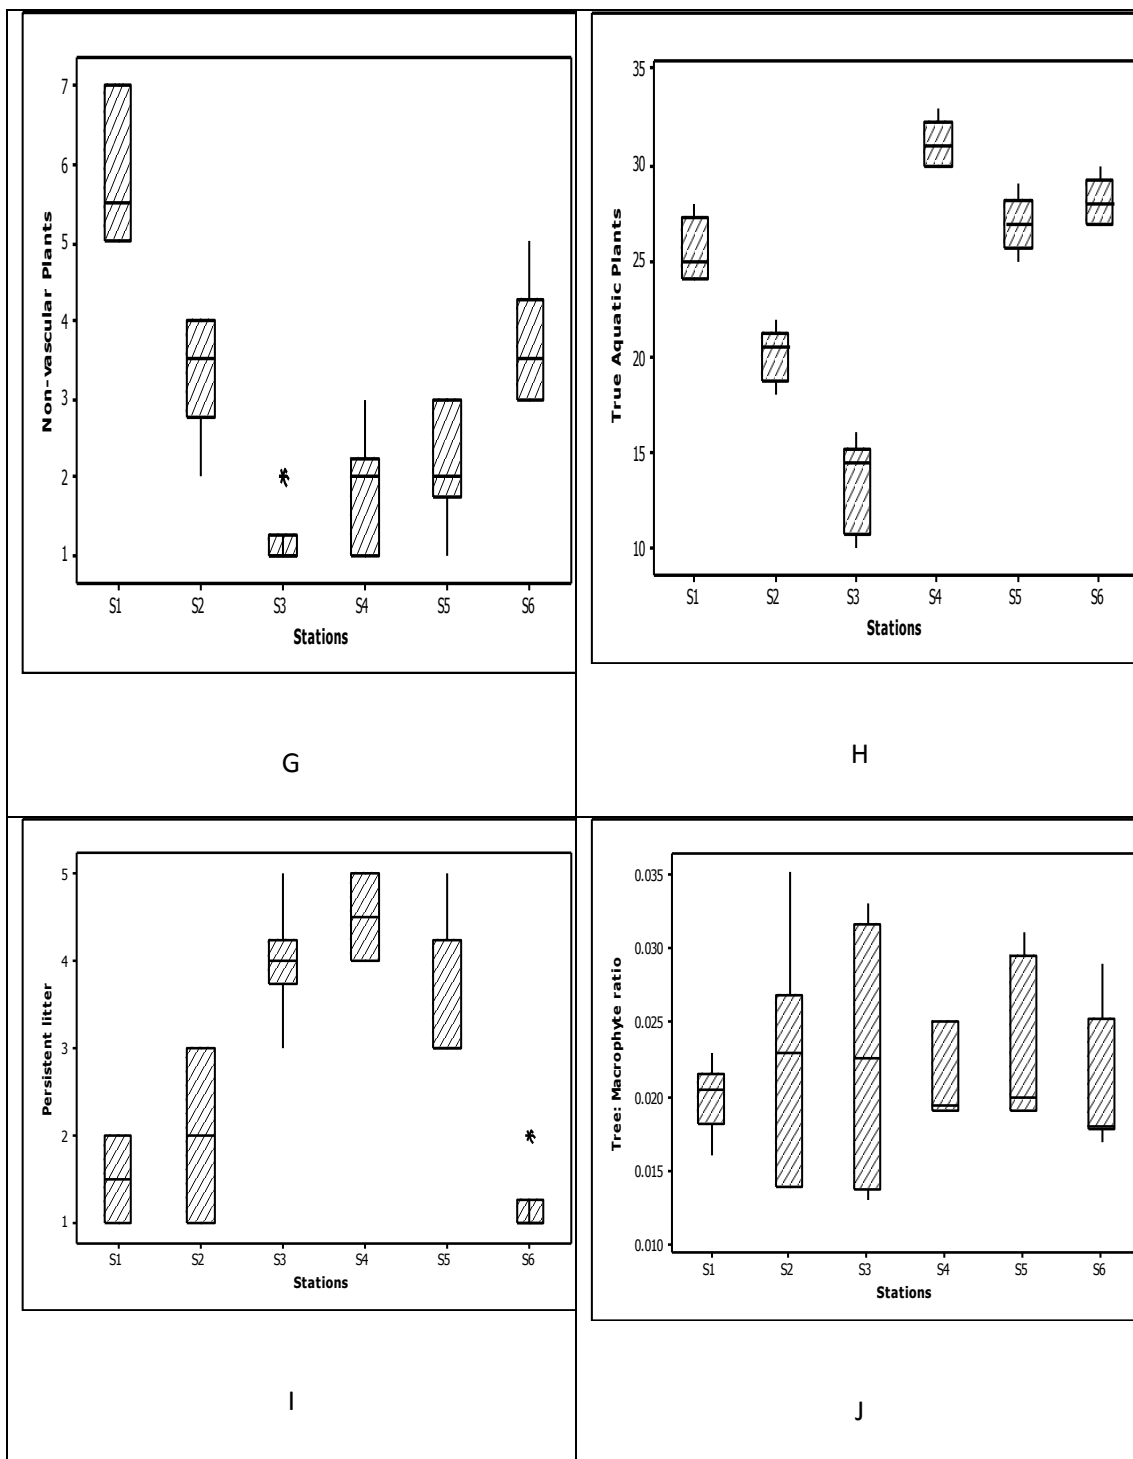 Non-vascular Plants
7
6
5
4
3
2
1
S1 S2 S3 S4 S5 S6
Stations
G
True Aquatic Plants
35
30
25
20
15
10
S1 S2 S3 S4 S5 S6
Stations
H
Persistent litter
5
4
3
2
1
S1 S2 S3 S4 S5 S6
Stations
I
Tree: Macrophyte ratio
0.035
0.030
0.025
0.020
0.015
0.010
S1 S2 S3 S4 S5 S6
Stations
J